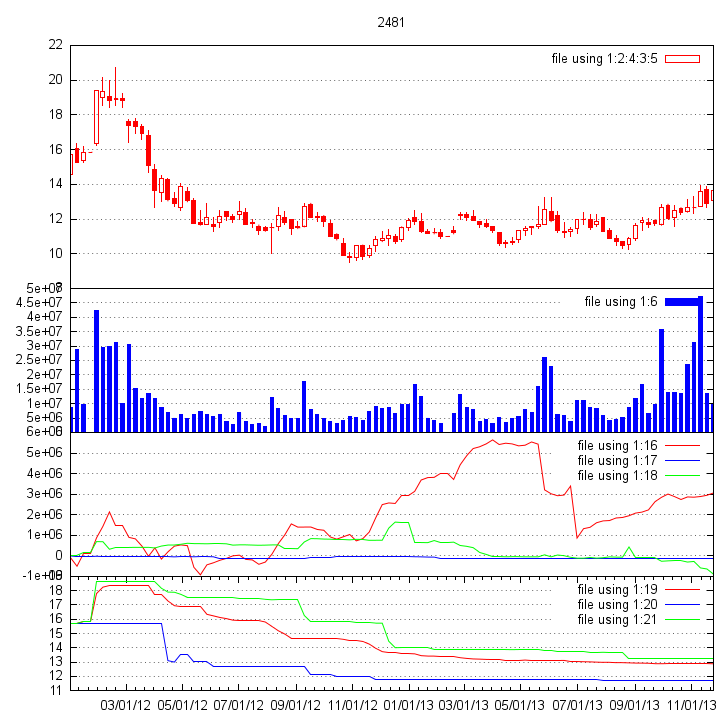 2481
22
file using 1:2:4:3:5
20
18
16
14
12
10
8
5e+07
file using 1:6
4.5e+07
4e+07
3.5e+07
3e+07
2.5e+07
2e+07
1.5e+07
1e+07
5e+06
file using 1:16
5e+06
file using 1:17
file using 1:18
4e+06
3e+06
2e+06
1e+06
0
-1e+06
file using 1:19
18
file using 1:20
17
file using 1:21
16
15
14
13
12
11
03/01/12 05/01/12 07/01/12 09/01/12 11/01/12 01/01/13 03/01/13 05/01/13 07/01/13 09/01/13 11/01/13